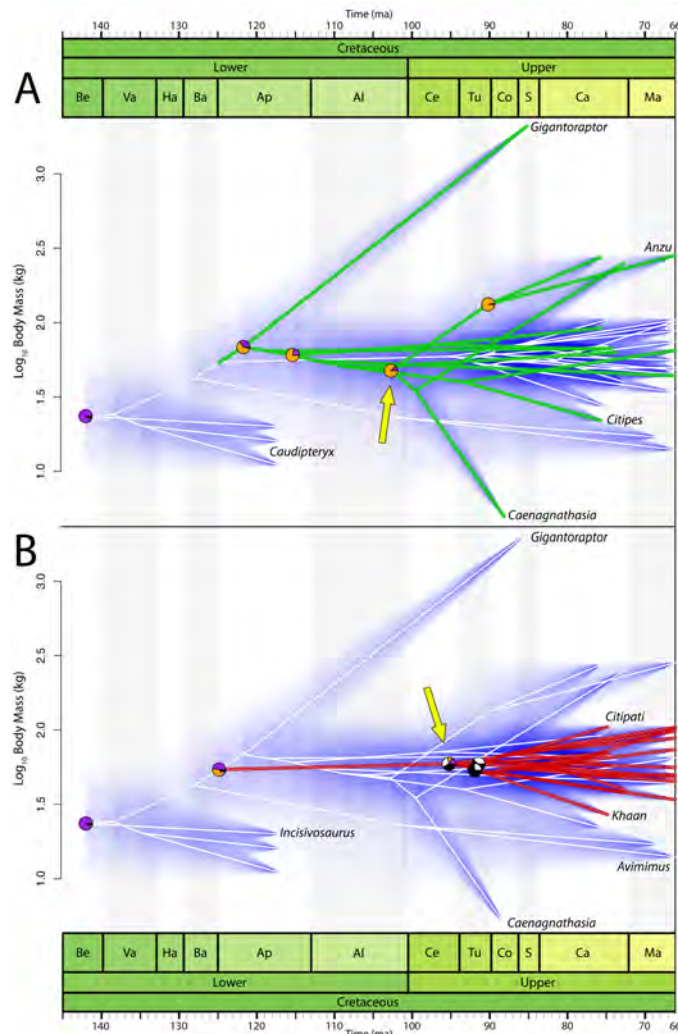 Time (ma)
140 130 120 110 100 90 80 70 60
Cretaceous
Lower Upper
Be Va Ha Ba Ap Al Ce Tu Co S Ca Ma
A
Gigantoraptor
3.0
Anzu
2.5
Log10 Body Mass (kg)
2.0
1.5
Citipes
1.0
Caudipteryx
Caenagnathasia
B
Gigantoraptor
3.0
2.5
Citipati
Log10 Body Mass (kg)
2.0
1.5
Khaan
Incisivosaurus
Avimimus
1.0
Caenagnathasia
Be Va Ha Ba Ap Al Ce Tu Co S Ca Ma
Lower Upper
Cretaceous
140 130 120 110 100 90 80 70 60
Time (ma)